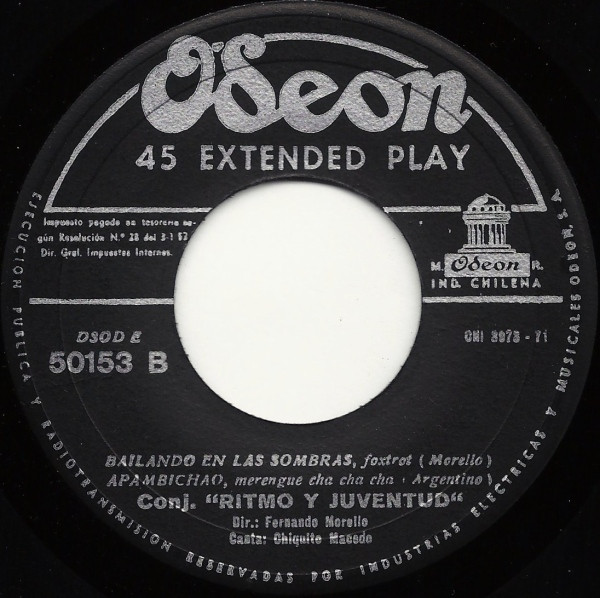 Odeon
45 EXTENDED PLAY
Impuesto pagado en tesorería se-
gún Resolución N.º 28 del 3-1 63
Dir. Gral. Impuestos Internos.
M. Odeon R.
IND. CHILENA
DSOD E
50153 B
CHI 3973 - 71
BAILANDO EN LAS SOMBRAS, foxtrot ( Morello )
APAMBICHAO, merengue cha cha cha ( Argentino )
Conj. "RITMO Y JUVENTUD"
Dir.: Fernando Morello
Canta: Chiquito Macedo
EJECUCION PUBLICA Y RADIOTRANSMISION RESERVADAS POR INDUSTRIAS ELECTRICAS Y MUSICALES ODEON, S. A.